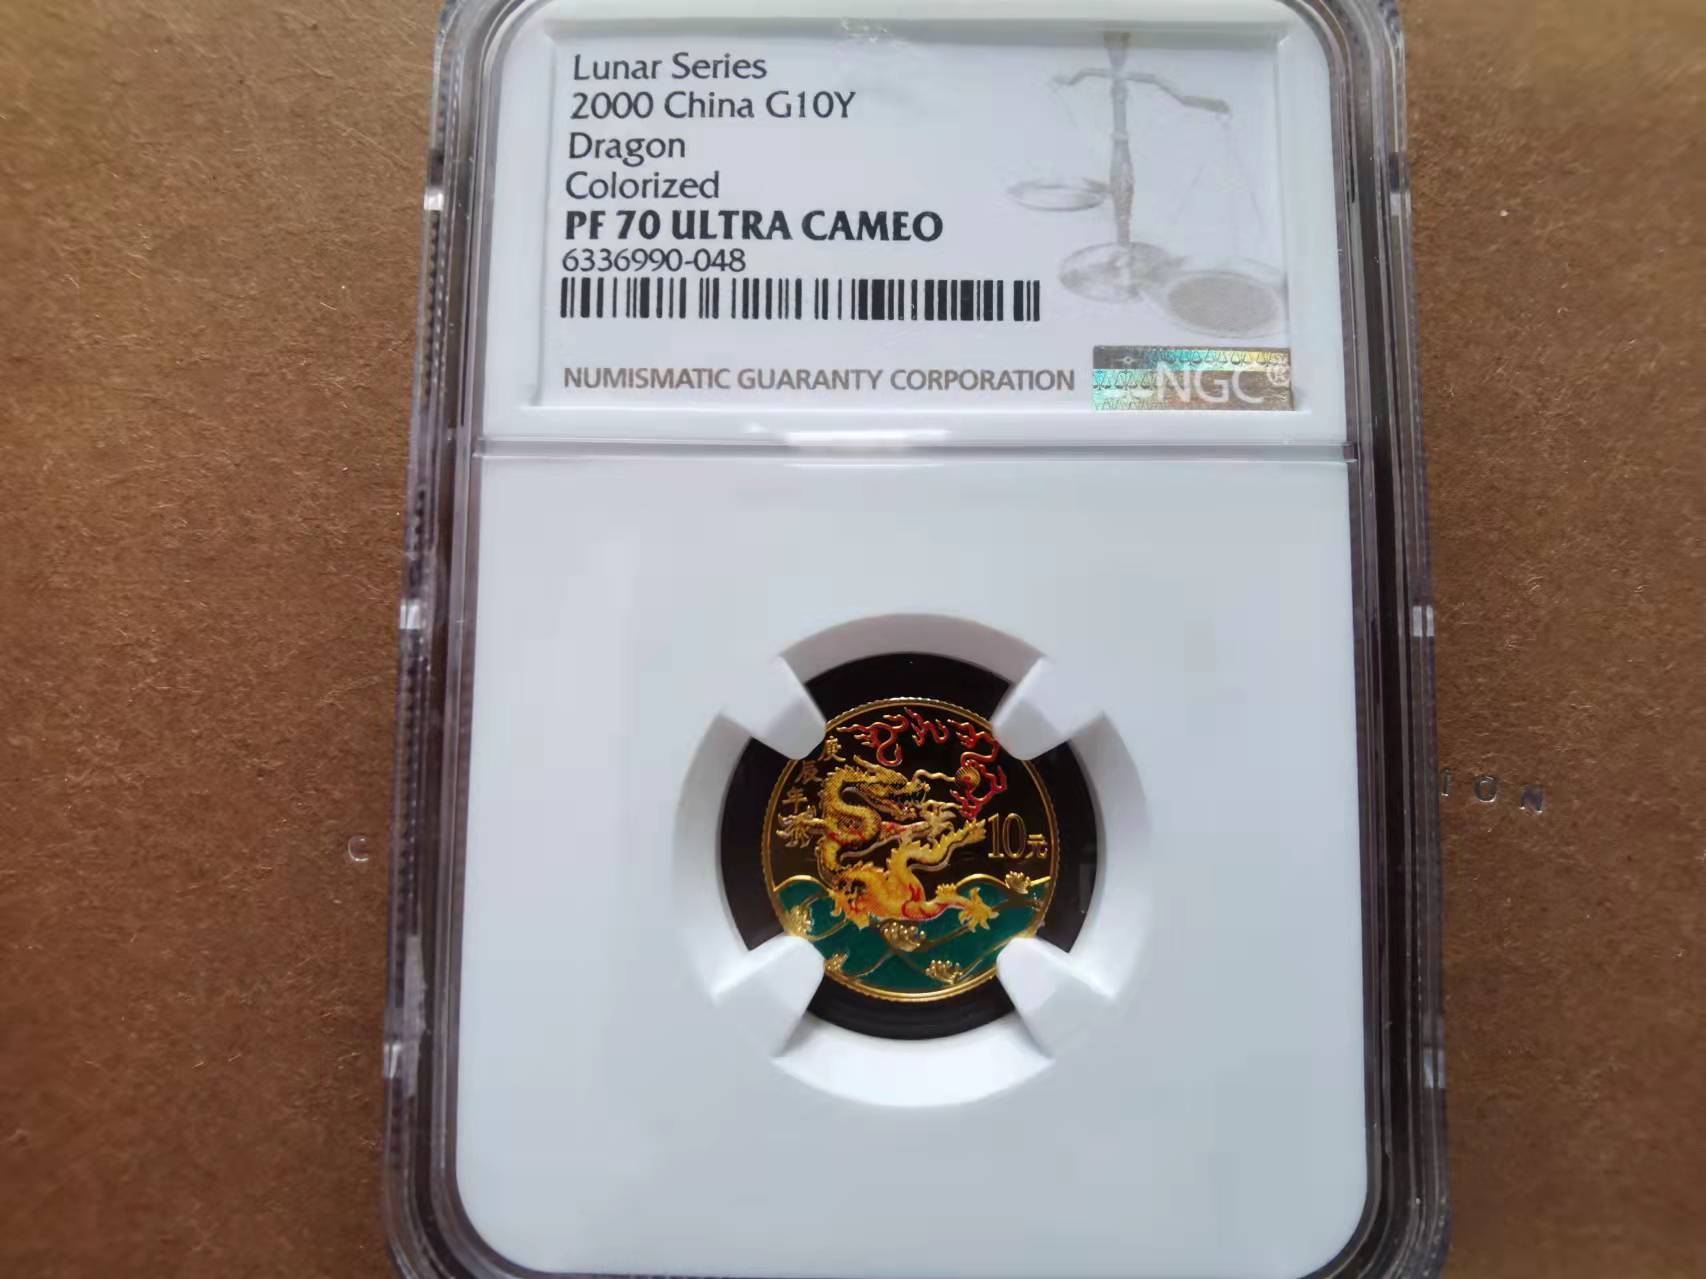 Lunar Series
2000 China G10Y
Dragon
Colorized
PF 70 ULTRA CAMEO
6336990-048
NUMISMATIC GUARANTY CORPORATION
NGC®
庚辰年
10元
ION
C